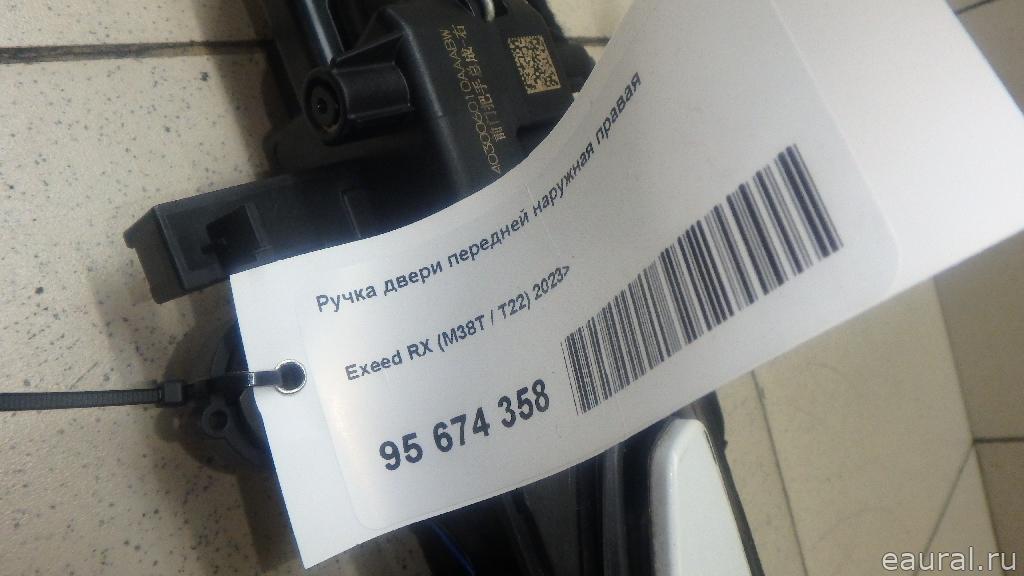 Ручка двери передней наружная правая
Exeed RX (M38T / T22) 2023>
95 674 358
eaural.ru